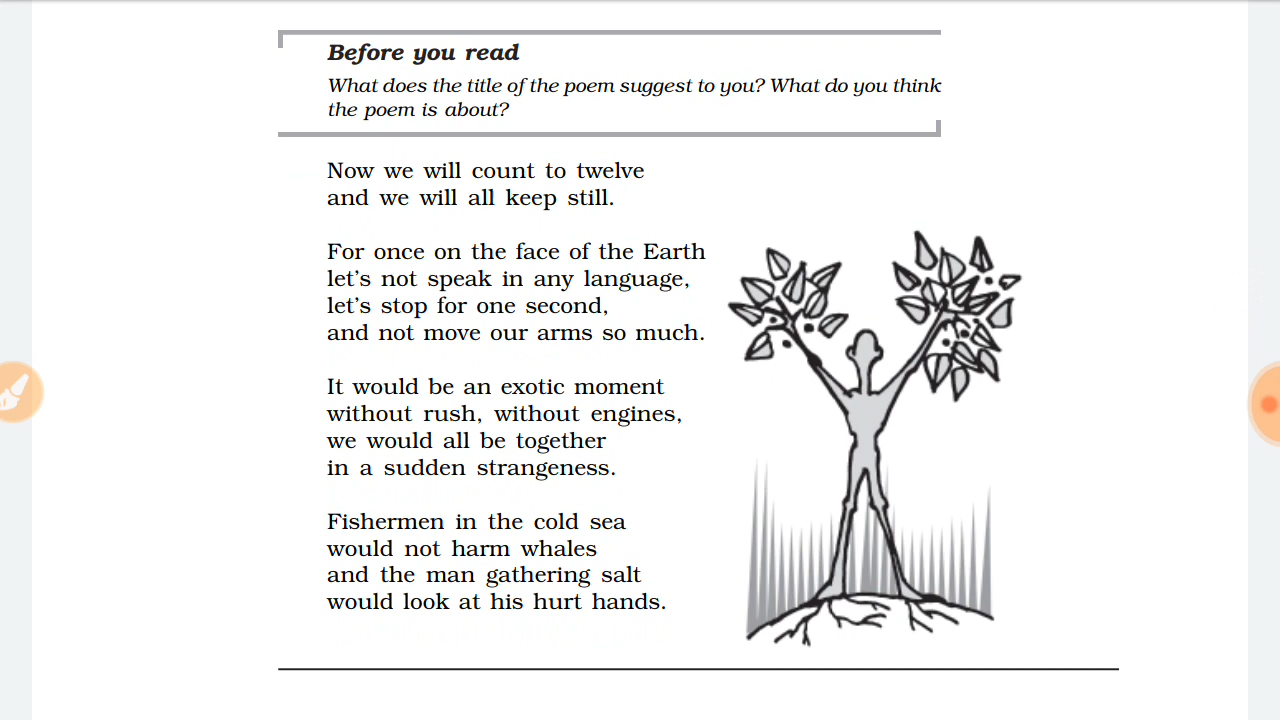 Before you read
What does the title of the poem suggest to you? What do you think
the poem is about?
Now we will count to twelve
and we will all keep still.
For once on the face of the Earth
let's not speak in any language,
let's stop for one second,
and not move our arms so much.
It would be an exotic moment
without rush, without engines,
we would all be together
in a sudden strangeness.
Fishermen in the cold sea
would not harm whales
and the man gathering salt
would look at his hurt hands.